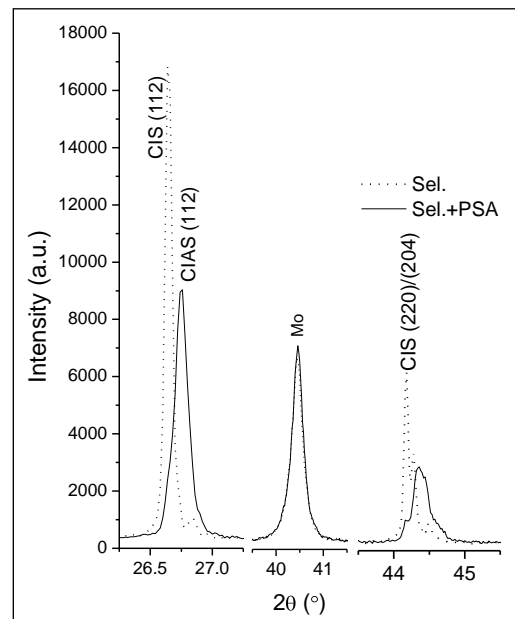 18000
16000
14000
12000
10000
8000
6000
4000
2000
0
Intensity (a.u.)
CIS (112)
CIAS (112)
Mo
CIS (220)/(204)
Sel.
Sel.+PSA
26.5 27.0 40 41 44 45
2θ (°)